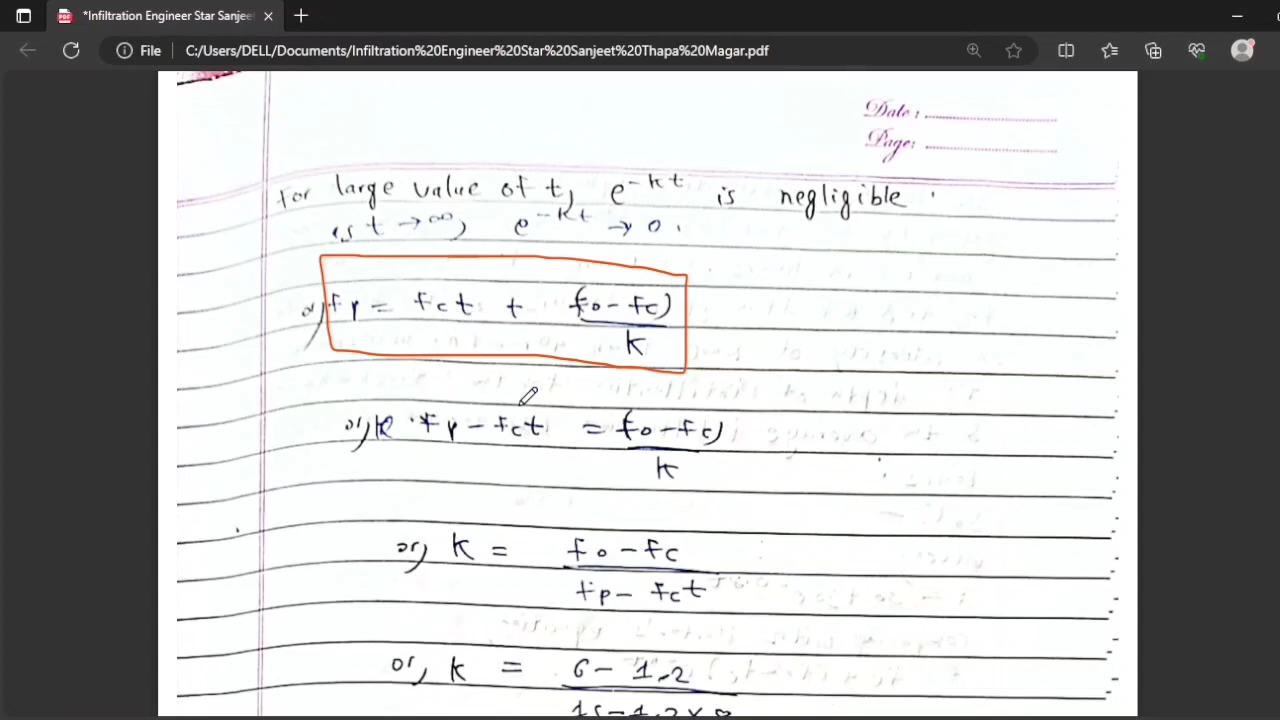 *Infiltration Engineer Star Sanjee
File
C:/Users/DELL/Documents/Infiltration%20Engineer%20Star%20Sanjeet%20Thapa%20Magar.pdf
Date:
Page:
For large value of t, e^-kt is negligible.
as t → ∞, e^-kt → 0.
or, Fp = fct + (fo - fc)
k
or, Fp - fct = (fo - fc)
k
or, k = fo - fc
Fp - fct
or, k = 6 - 1.2